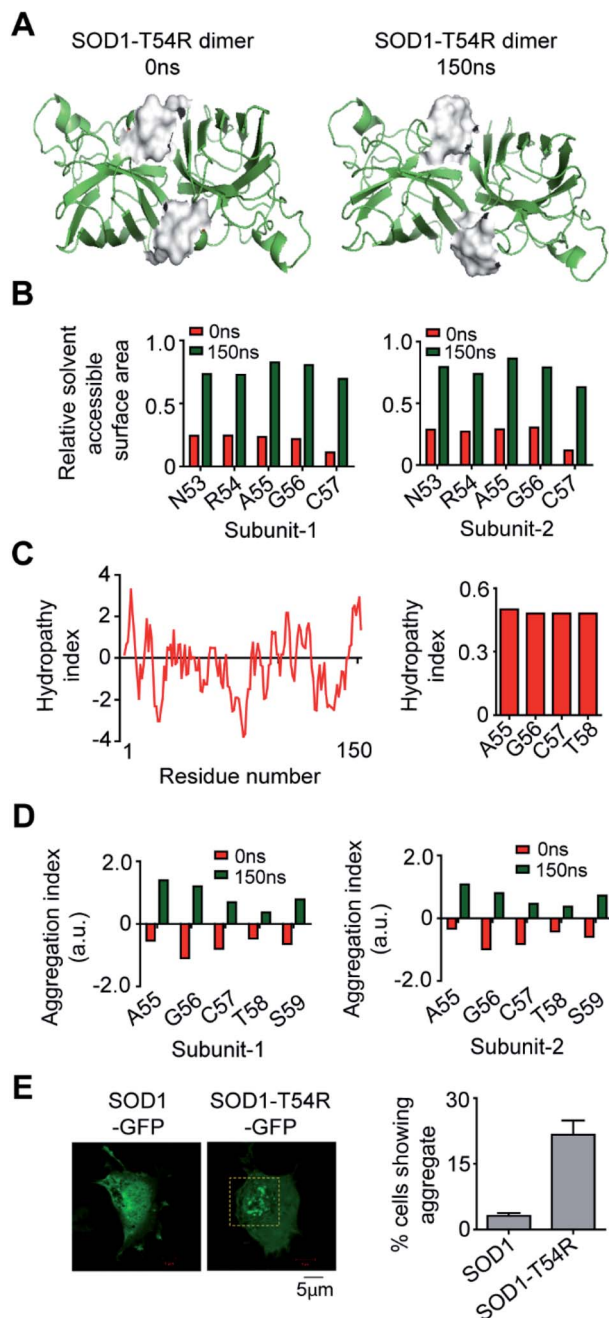 A
SOD1-T54R dimer
0ns
SOD1-T54R dimer
150ns
B
Relative solvent
accessible
surface area
1.0
0.5
0
0ns
150ns
N53
R54
A55
G56
C57
Subunit-1
1.0
0.5
0
0ns
150ns
N53
R54
A55
G56
C57
Subunit-2
C
Hydropathy
index
4
2
0
-2
-4
1
150
Residue number
Hydropathy
index
0.6
0.3
0
A55
G56
C57
T58
D
Aggregation index
(a.u.)
2.0
0
-2.0
0ns
150ns
A55
G56
C57
T58
S59
Subunit-1
Aggregation index
(a.u.)
2.0
0
-2.0
0ns
150ns
A55
G56
C57
T58
S59
Subunit-2
E
SOD1
-GFP
SOD1-T54R
-GFP
5μm
% cells showing
aggregate
30
15
0
SOD1
SOD1-T54R